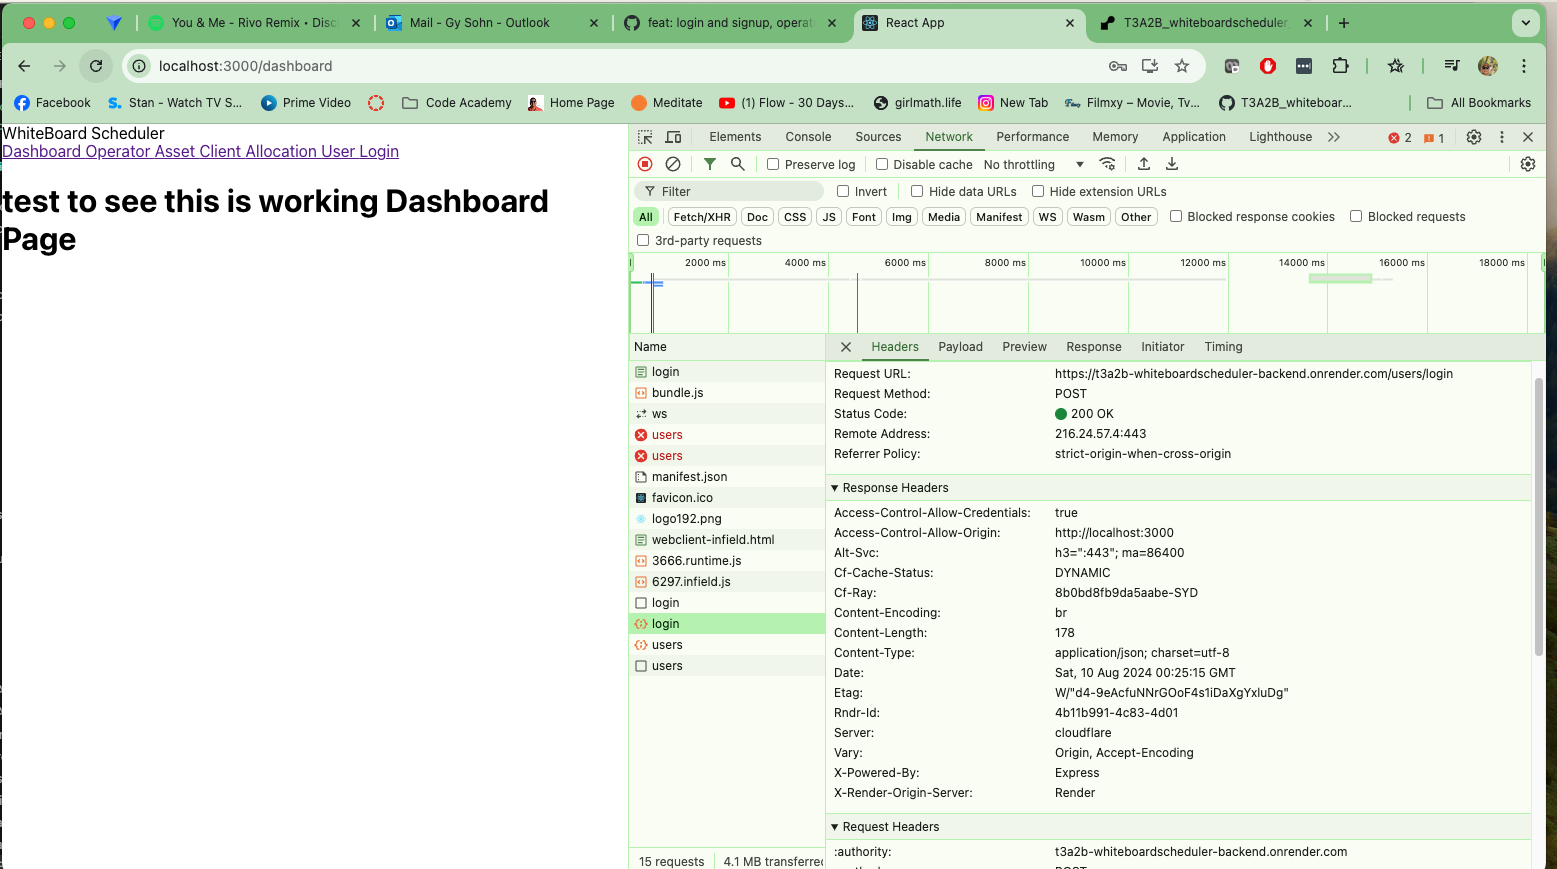 You & Me - Rivo Remix • Disc
Mail - Gy Sohn - Outlook
feat: login and signup, operat
React App
T3A2B_whiteboardscheduler_
localhost:3000/dashboard
Facebook
Stan - Watch TV S...
Prime Video
Code Academy
Home Page
Meditate
(1) Flow - 30 Days...
girlmath.life
New Tab
Filmxy – Movie, Tv...
T3A2B_whiteboar...
All Bookmarks
WhiteBoard Scheduler
Dashboard Operator Asset Client Allocation User Login
test to see this is working Dashboard
Page
Elements Console Sources Network Performance Memory Application Lighthouse 2 1
Preserve log Disable cache No throttling
Filter Invert Hide data URLs Hide extension URLs
All Fetch/XHR Doc CSS JS Font Img Media Manifest WS Wasm Other Blocked response cookies Blocked requests
3rd-party requests
2000 ms 4000 ms 6000 ms 8000 ms 10000 ms 12000 ms 14000 ms 16000 ms 18000 ms
Name
login
bundle.js
ws
users
users
manifest.json
favicon.ico
logo192.png
webclient-infield.html
3666.runtime.js
6297.infield.js
login
login
users
users
15 requests 4.1 MB transferre
Headers Payload Preview Response Initiator Timing
Request URL: https://t3a2b-whiteboardscheduler-backend.onrender.com/users/login
Request Method: POST
Status Code: 200 OK
Remote Address: 216.24.57.4:443
Referrer Policy: strict-origin-when-cross-origin
Response Headers
Access-Control-Allow-Credentials: true
Access-Control-Allow-Origin: http://localhost:3000
Alt-Svc: h3=":443"; ma=86400
Cf-Cache-Status: DYNAMIC
Cf-Ray: 8b0bd8fb9da5aabe-SYD
Content-Encoding: br
Content-Length: 178
Content-Type: application/json; charset=utf-8
Date: Sat, 10 Aug 2024 00:25:15 GMT
Etag: W/"d4-9eAcfuNNrGOoF4s1iDaXgYxluDg"
Rndr-Id: 4b11b991-4c83-4d01
Server: cloudflare
Vary: Origin, Accept-Encoding
X-Powered-By: Express
X-Render-Origin-Server: Render
Request Headers
:authority: t3a2b-whiteboardscheduler-backend.onrender.com